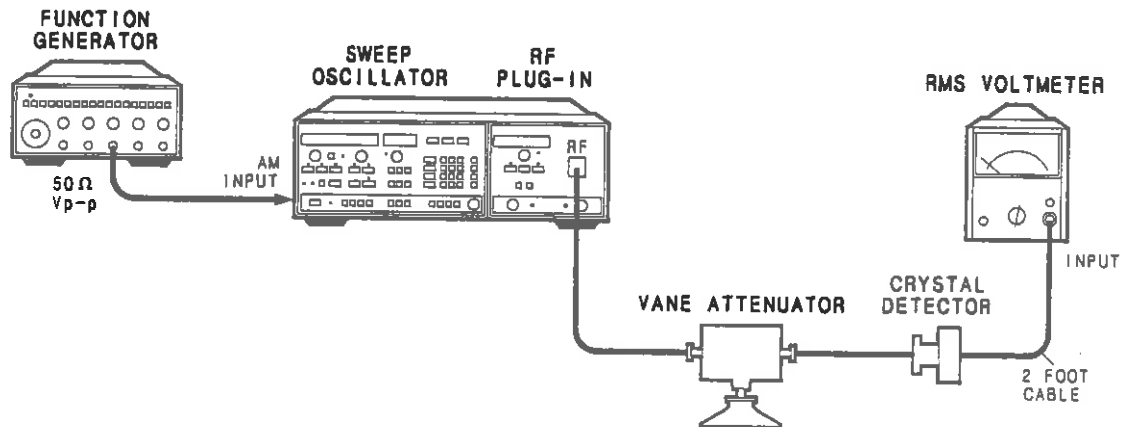 FUNCTION
GENERATOR
SWEEP
OSCILLATOR
RF
PLUG-IN
RMS VOLTMETER
RF
AM
INPUT
50Ω
Vp-p
INPUT
CRYSTAL
DETECTOR
VANE ATTENUATOR
2 FOOT
CABLE